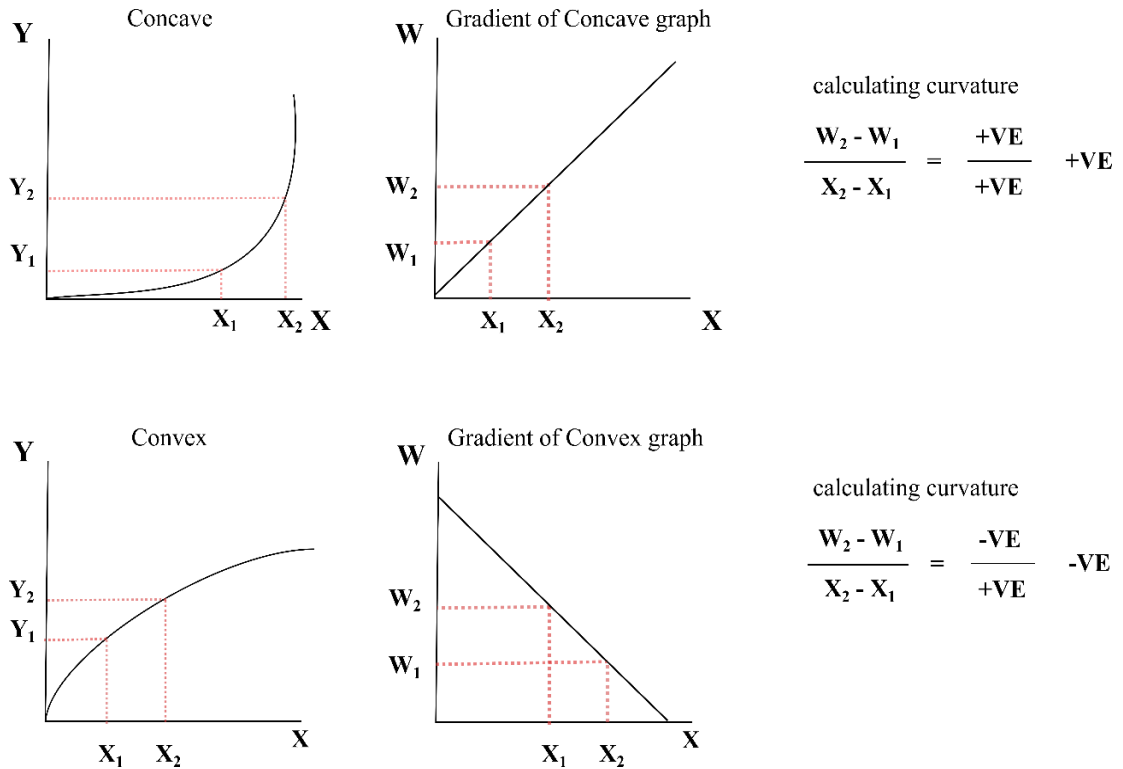 Concave
Y
Y2
Y1
X1
X2 X
Gradient of Concave graph
W
W2
W1
X1
X2
X
calculating curvature
W2 - W1 = +VE +VE
X2 - X1 +VE
Convex
Y
Y2
Y1
X1
X2
X
Gradient of Convex graph
W
W2
W1
X1
X2
X
calculating curvature
W2 - W1 = -VE -VE
X2 - X1 +VE